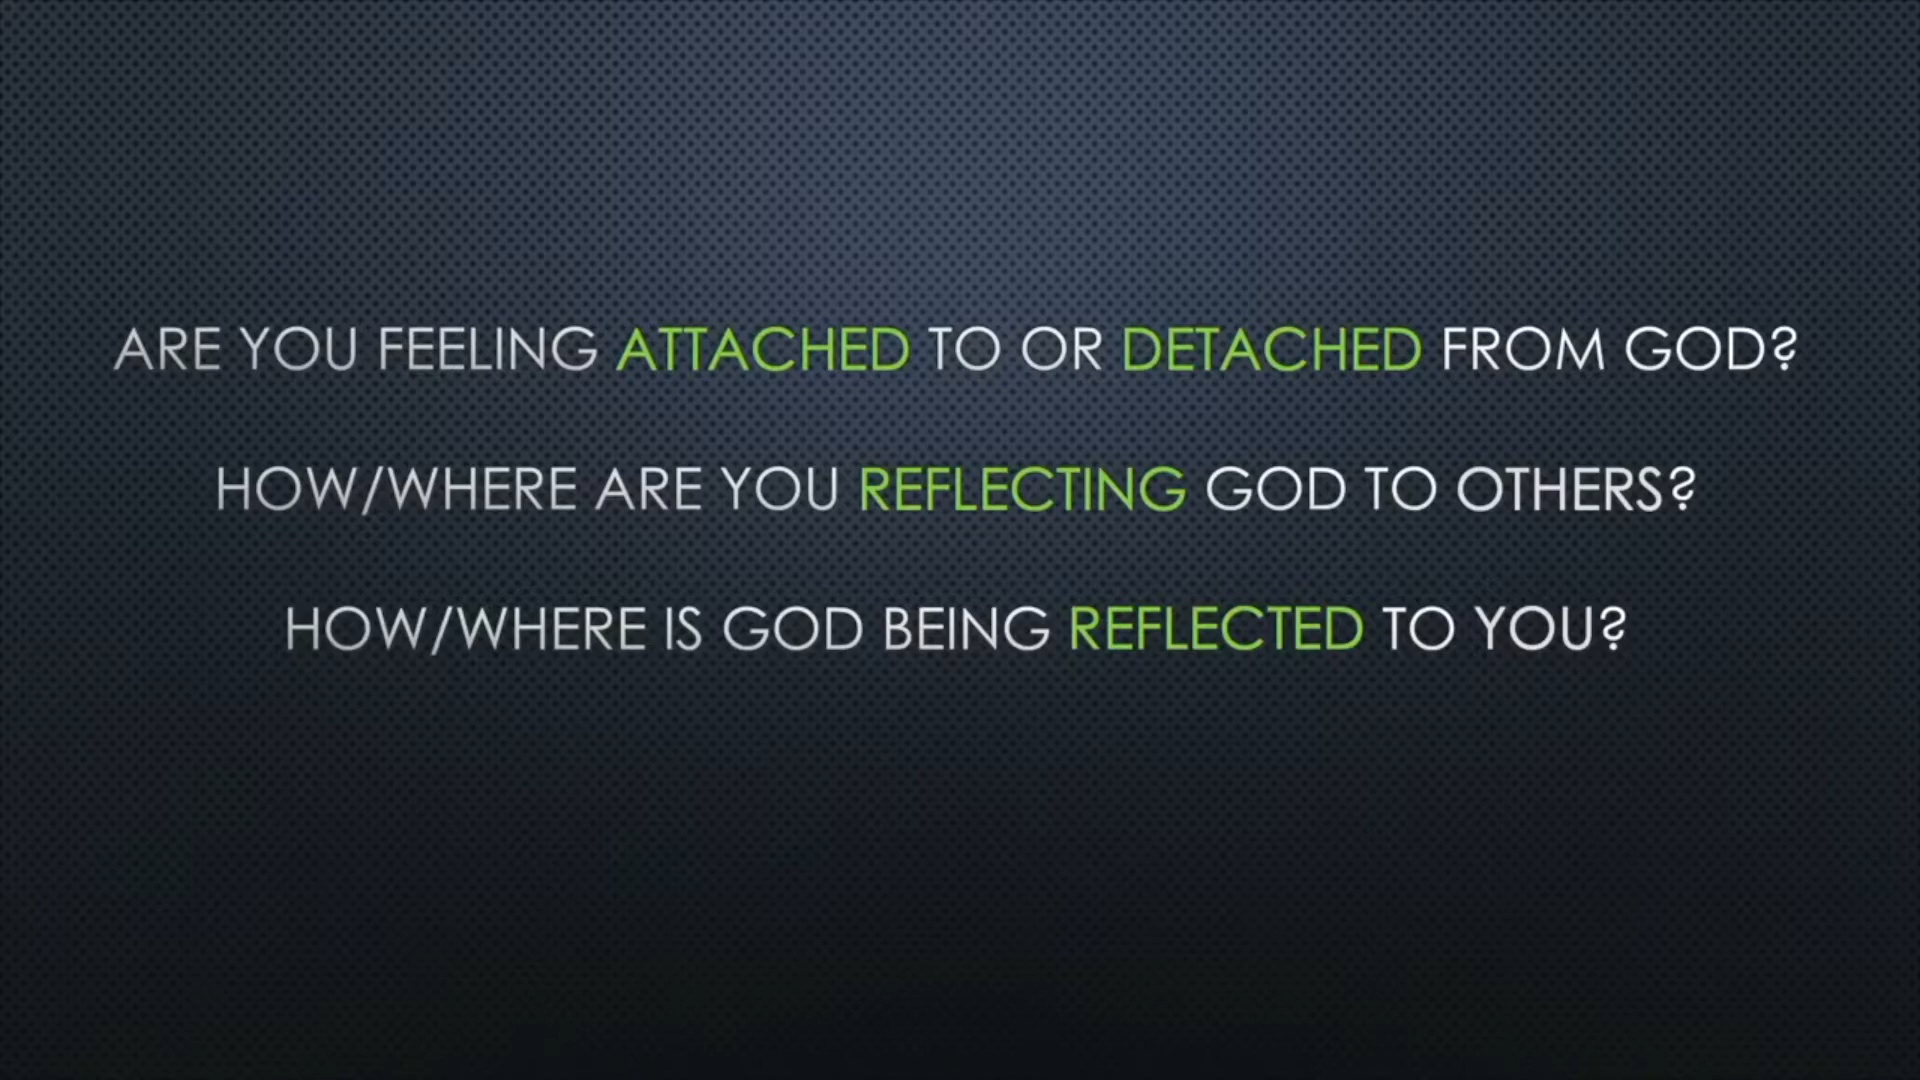 ARE YOU FEELING ATTACHED TO OR DETACHED FROM GOD?
HOW/WHERE ARE YOU REFLECTING GOD TO OTHERS?
HOW/WHERE IS GOD BEING REFLECTED TO YOU?